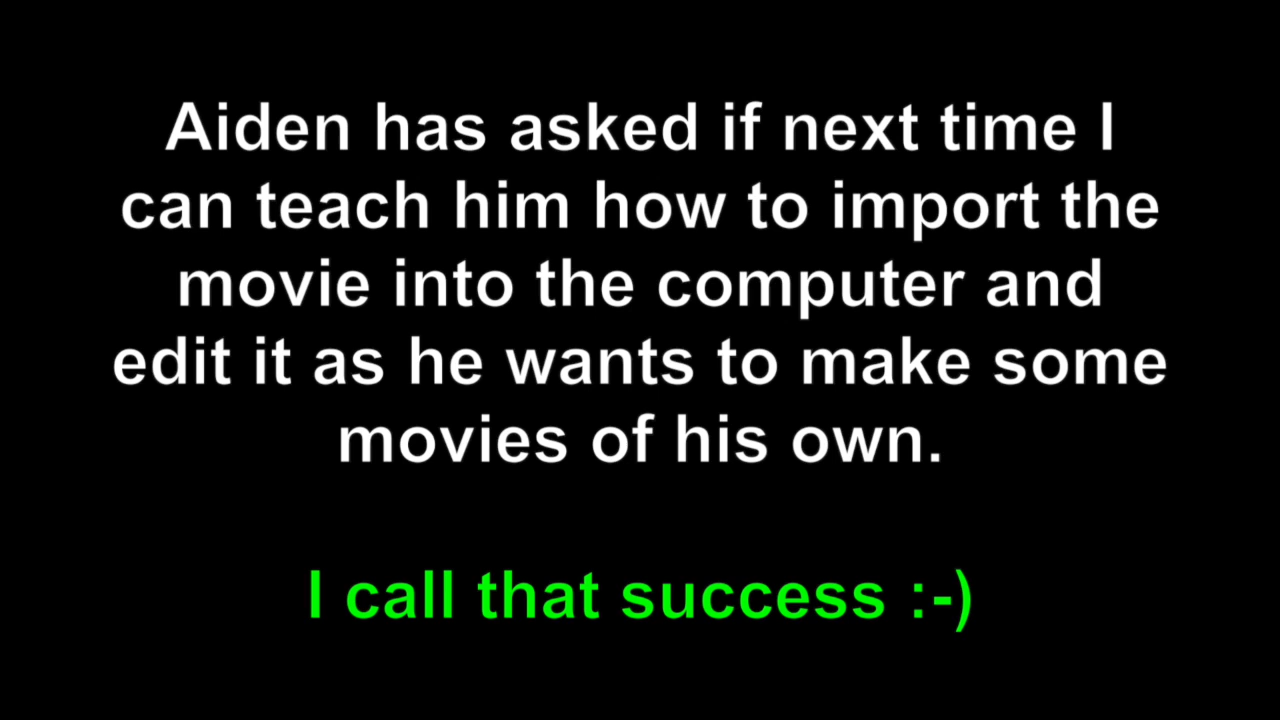 Aiden has asked if next time I
can teach him how to import the
movie into the computer and
edit it as he wants to make some
movies of his own.
I call that success :-)